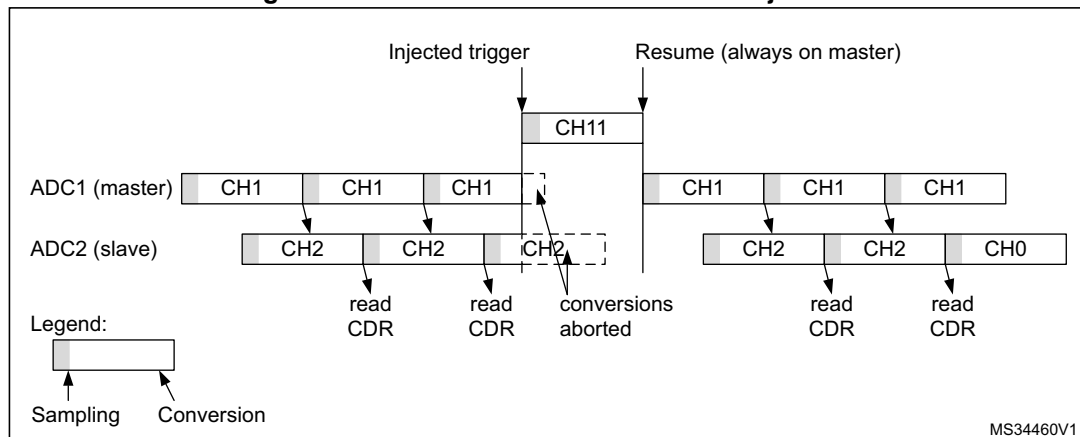 Injected trigger Resume (always on master)
CH11
ADC1 (master) CH1 CH1 CH1 CH1 CH1 CH1
ADC2 (slave) CH2 CH2 CH2 CH2 CH2 CH0
read CDR read CDR conversions aborted read CDR read CDR
Legend:
Sampling Conversion
MS34460V1